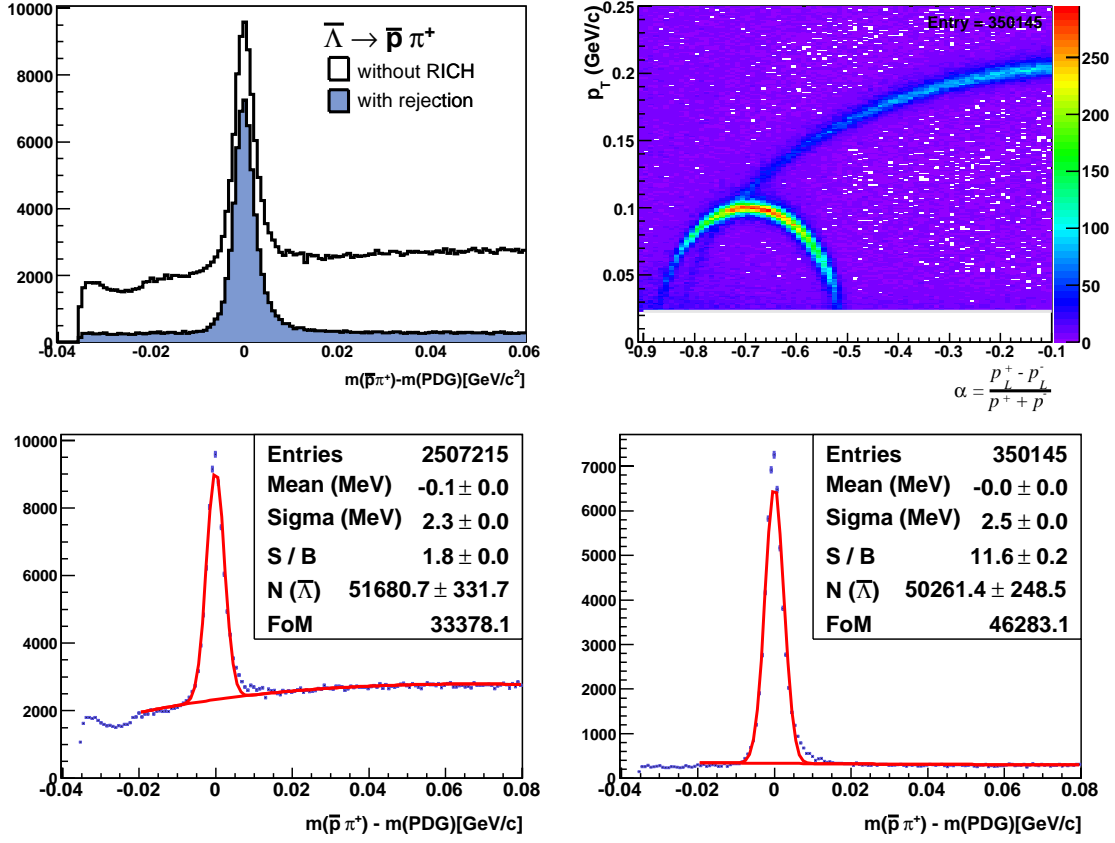 Λ̅ → p̅ π⁺
without RICH
with rejection
10000
8000
6000
4000
2000
0
-0.04 -0.02 0 0.02 0.04 0.06
m(p̅π⁺)-m(PDG)[GeV/c²]
Entry = 350145
p_T (GeV/c)
0.25
0.2
0.15
0.1
0.05
0
-0.9 -0.8 -0.7 -0.6 -0.5 -0.4 -0.3 -0.2 -0.1
250
200
150
100
50
0
α = (p⁺_L - p⁻_L) / (p⁺ + p⁻)
10000
8000
6000
4000
2000
0
-0.04 -0.02 0 0.02 0.04 0.06 0.08
m(p̅ π⁺) - m(PDG)[GeV/c]
Entries 2507215
Mean (MeV) -0.1 ± 0.0
Sigma (MeV) 2.3 ± 0.0
S / B 1.8 ± 0.0
N (Λ̅) 51680.7 ± 331.7
FoM 33378.1
7000
6000
5000
4000
3000
2000
1000
0
-0.04 -0.02 0 0.02 0.04 0.06 0.08
m(p̅ π⁺) - m(PDG)[GeV/c]
Entries 350145
Mean (MeV) -0.0 ± 0.0
Sigma (MeV) 2.5 ± 0.0
S / B 11.6 ± 0.2
N (Λ̅) 50261.4 ± 248.5
FoM 46283.1